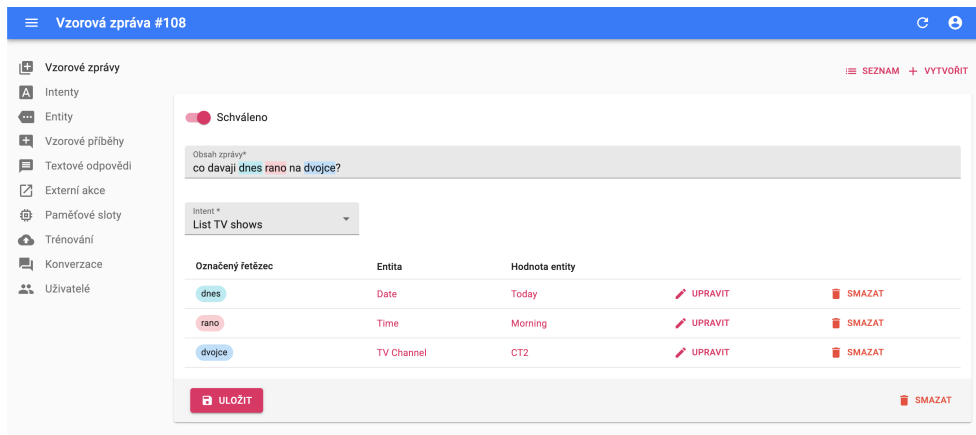 Vzorová zpráva #108
Vzorové zprávy
Intenty
Entity
Vzorové příběhy
Textové odpovědi
Externí akce
Paměťové sloty
Trénování
Konverzace
Uživatelé
SEZNAM VYTVOŘIT
Schváleno
Obsah zprávy*
co davaji dnes rano na dvojce?
Intent *
List TV shows
Označený řetězec Entita Hodnota entity
dnes Date Today UPRAVIT SMAZAT
rano Time Morning UPRAVIT SMAZAT
dvojce TV Channel CT2 UPRAVIT SMAZAT
ULOŽIT SMAZAT